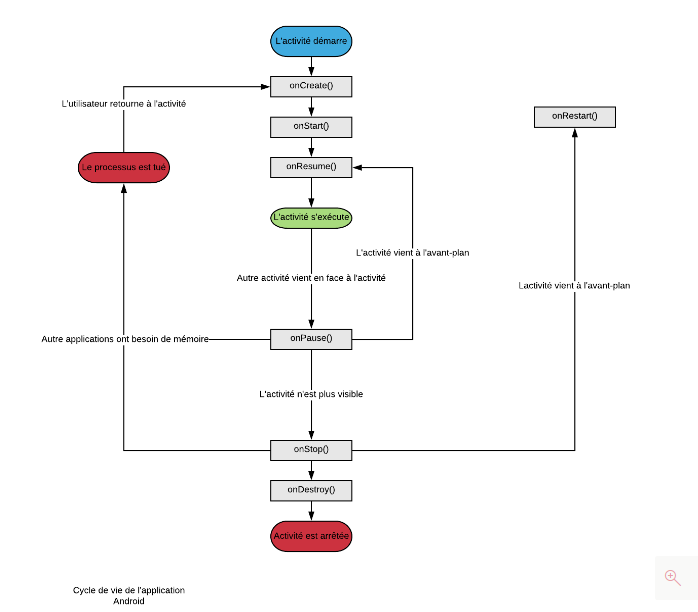 L'activité démarre
onCreate()
L'utilisateur retourne à l'activité
onRestart()
onStart()
Le processus est tué
onResume()
L'activité s'exécute
L'activité vient à l'avant-plan
Autre activité vient en face à l'activité
Lactivité vient à l'avant-plan
Autre applications ont besoin de mémoire
onPause()
L'activité n'est plus visible
onStop()
onDestroy()
Activité est arrêtée
Cycle de vie de l'application
Android